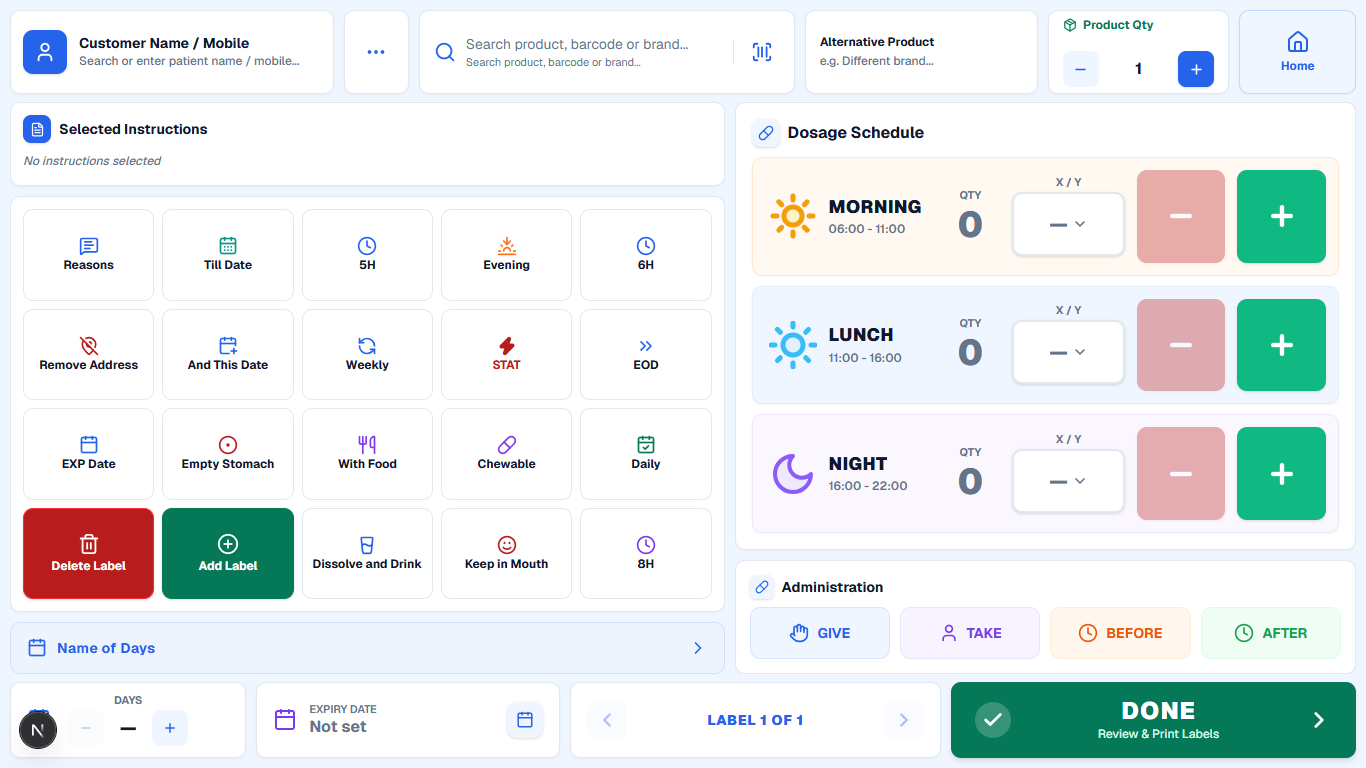 Customer Name / Mobile
Search or enter patient name / mobile...
Search product, barcode or brand...
Search product, barcode or brand...
Alternative Product
e.g. Different brand...
Product Qty
1
Home
Selected Instructions
No instructions selected
Reasons
Till Date
5H
Evening
6H
Remove Address
And This Date
Weekly
STAT
EOD
EXP Date
Empty Stomach
With Food
Chewable
Daily
Delete Label
Add Label
Dissolve and Drink
Keep in Mouth
8H
Name of Days
Dosage Schedule
MORNING
06:00 - 11:00
QTY
0
X / Y
—
LUNCH
11:00 - 16:00
QTY
0
X / Y
—
NIGHT
16:00 - 22:00
QTY
0
X / Y
—
Administration
GIVE
TAKE
BEFORE
AFTER
N
DAYS
—
EXPIRY DATE
Not set
LABEL 1 OF 1
DONE
Review & Print Labels